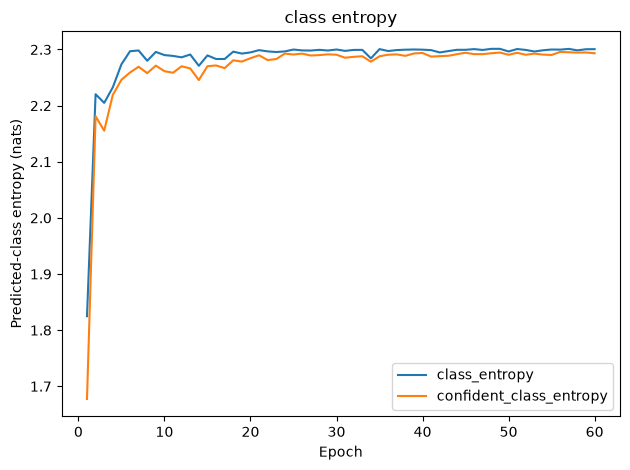 class entropy
Predicted-class entropy (nats)
2.3
2.2
2.1
2.0
1.9
1.8
1.7
0 10 20 30 40 50 60
Epoch
class_entropy
confident_class_entropy